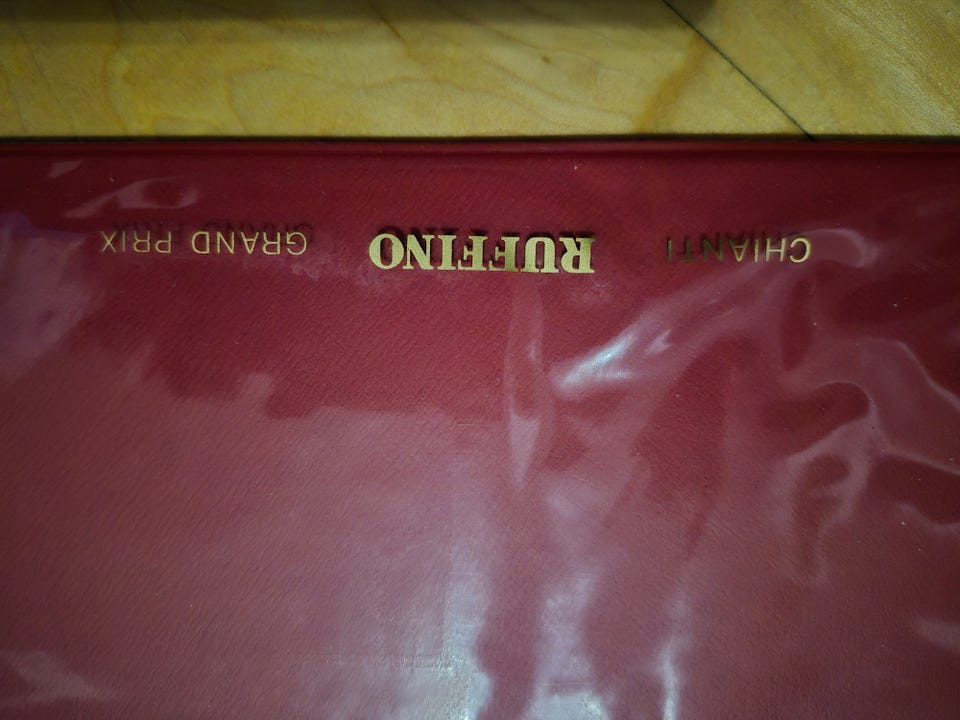 CHIANTI RUFFINO GRAND PRIX